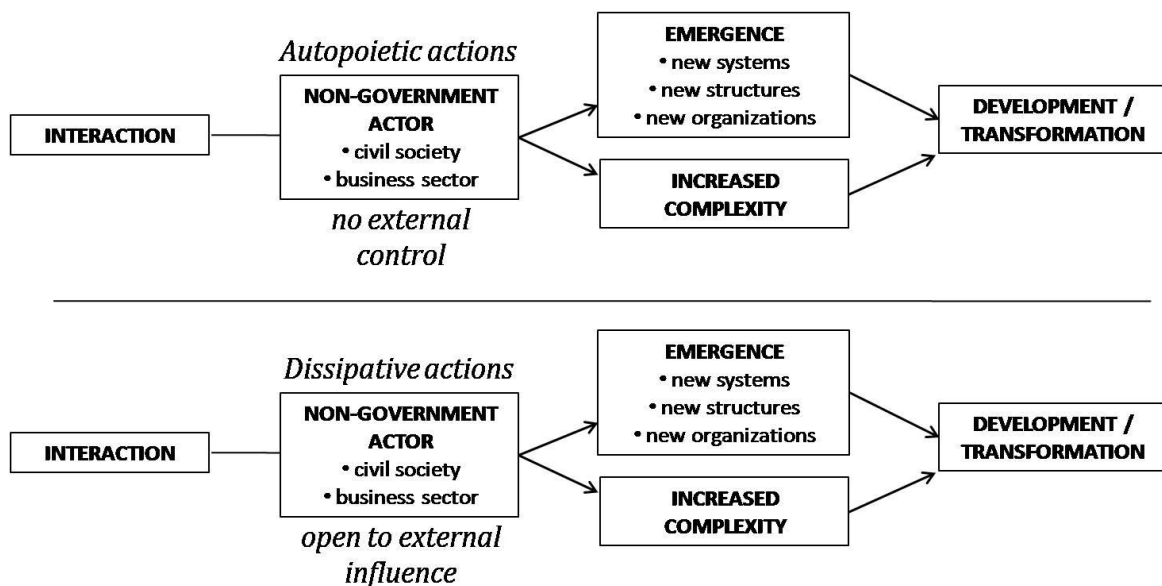 Autopoietic actions
INTERACTION
NON-GOVERNMENT
ACTOR
• civil society
• business sector
no external
control
EMERGENCE
• new systems
• new structures
• new organizations
INCREASED
COMPLEXITY
DEVELOPMENT /
TRANSFORMATION
Dissipative actions
INTERACTION
NON-GOVERNMENT
ACTOR
• civil society
• business sector
open to external
influence
EMERGENCE
• new systems
• new structures
• new organizations
INCREASED
COMPLEXITY
DEVELOPMENT /
TRANSFORMATION